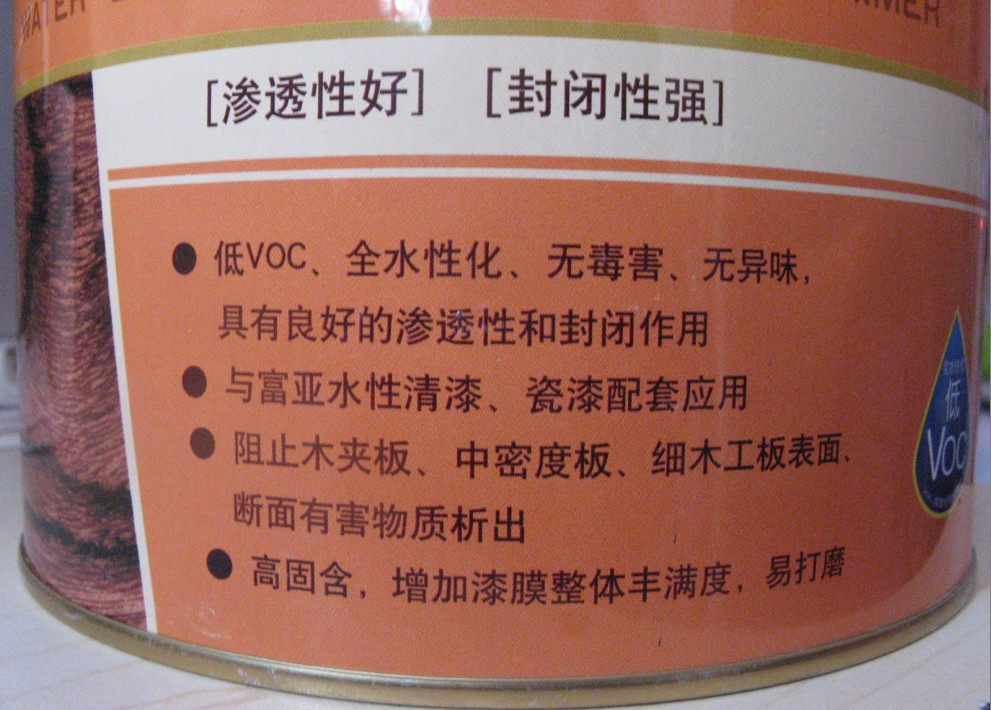 WATER
[渗透性好] [封闭性强]
低VOC、全水性化、无毒害、无异味,
具有良好的渗透性和封闭作用
与富亚水性清漆、瓷漆配套应用
阻止木夹板、中密度板、细木工板表面、
断面有害物质析出
高固含,增加漆膜整体丰满度,易打磨
低
VOC